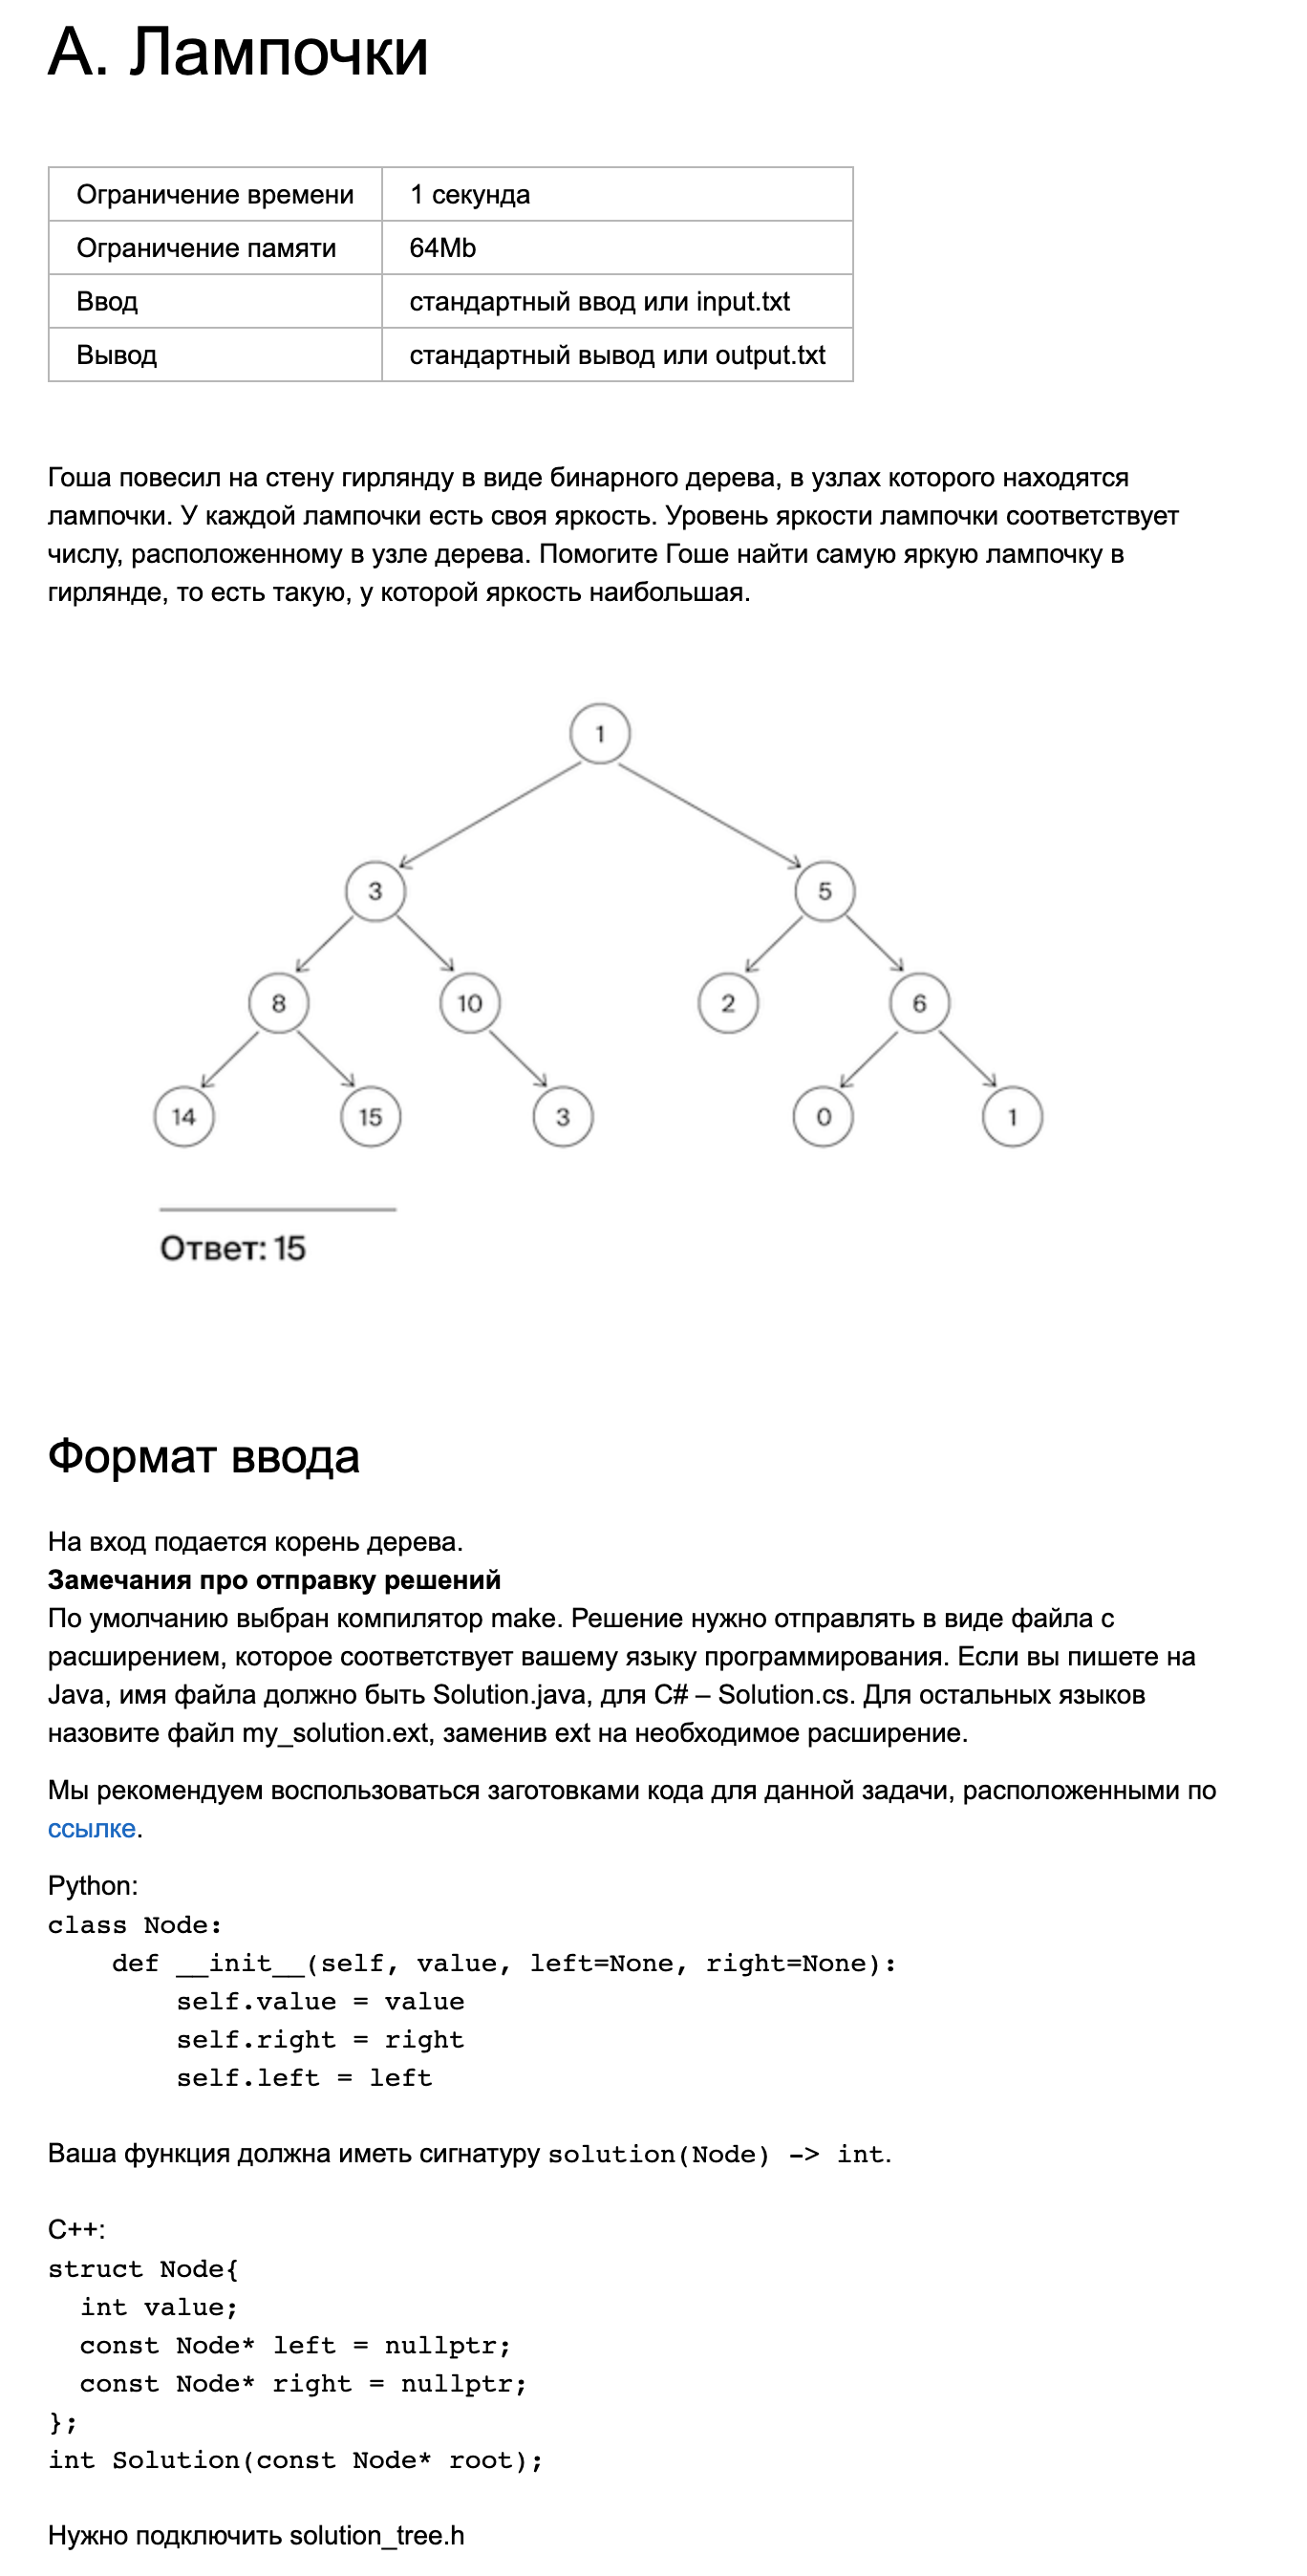 A. Лампочки
Ограничение времени 1 секунда
Ограничение памяти 64Mb
Ввод стандартный ввод или input.txt
Вывод стандартный вывод или output.txt
Гоша повесил на стену гирлянду в виде бинарного дерева, в узлах которого находятся
лампочки. У каждой лампочки есть своя яркость. Уровень яркости лампочки соответствует
числу, расположенному в узле дерева. Помогите Гоше найти самую яркую лампочку в
гирлянде, то есть такую, у которой яркость наибольшая.
1
3 5
8 10 2 6
14 15 3 0 1
Ответ: 15
Формат ввода
На вход подается корень дерева.
Замечания про отправку решений
По умолчанию выбран компилятор make. Решение нужно отправлять в виде файла с
расширением, которое соответствует вашему языку программирования. Если вы пишете на
Java, имя файла должно быть Solution.java, для C# – Solution.cs. Для остальных языков
назовите файл my_solution.ext, заменив ext на необходимое расширение.
Мы рекомендуем воспользоваться заготовками кода для данной задачи, расположенными по
ссылке.
Python:
class Node:
    def __init__(self, value, left=None, right=None):
        self.value = value
        self.right = right
        self.left = left
Ваша функция должна иметь сигнатуру solution(Node) -> int.
C++:
struct Node{
  int value;
  const Node* left = nullptr;
  const Node* right = nullptr;
};
int Solution(const Node* root);
Нужно подключить solution_tree.h